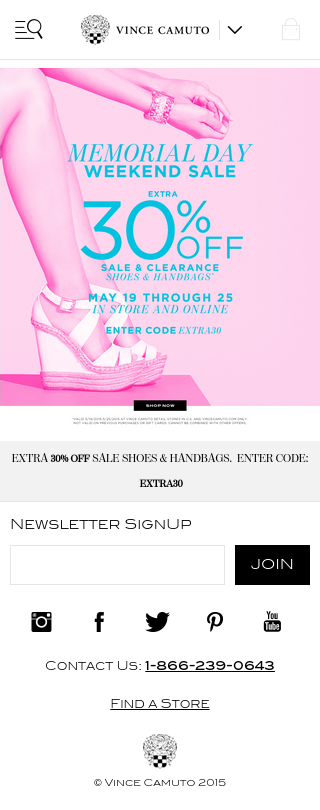 VINCE CAMUTO
MEMORIAL DAY
WEEKEND SALE
EXTRA
30% OFF
SALE & CLEARANCE
SHOES & HANDBAGS*
MAY 19 THROUGH 25
IN STORE AND ONLINE
ENTER CODE EXTRA30
SHOP NOW
EXTRA 30% OFF SALE SHOES & HANDBAGS. ENTER CODE:
EXTRA30
Newsletter SignUp
JOIN
You
Tube
Contact Us: 1-866-239-0643
Find a Store
© Vince Camuto 2015